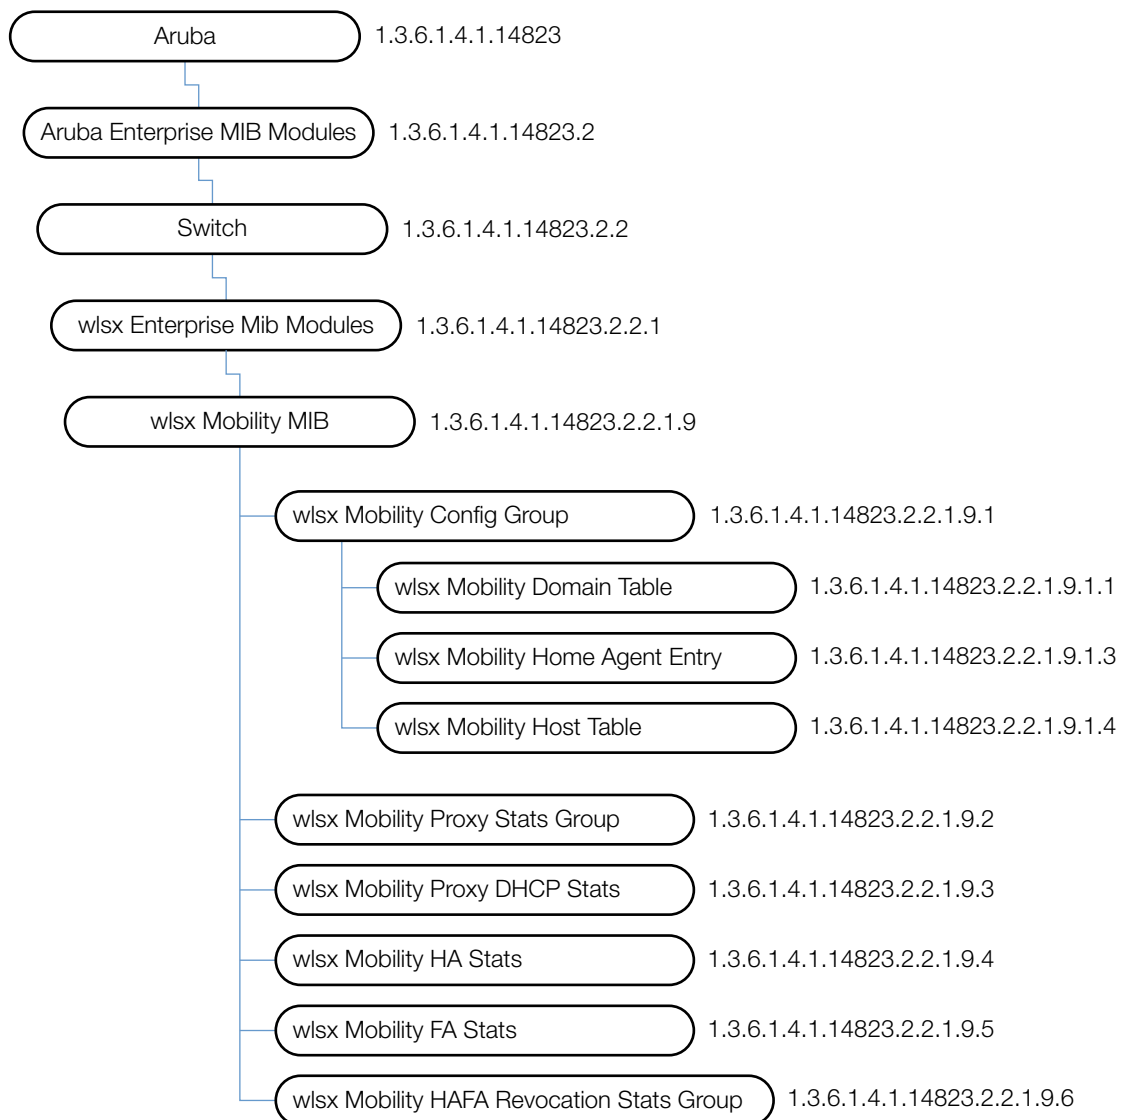 Aruba 1.3.6.1.4.1.14823
Aruba Enterprise MIB Modules 1.3.6.1.4.1.14823.2
Switch 1.3.6.1.4.1.14823.2.2
wlsx Enterprise Mib Modules 1.3.6.1.4.1.14823.2.2.1
wlsx Mobility MIB 1.3.6.1.4.1.14823.2.2.1.9
wlsx Mobility Config Group 1.3.6.1.4.1.14823.2.2.1.9.1
wlsx Mobility Domain Table 1.3.6.1.4.1.14823.2.2.1.9.1.1
wlsx Mobility Home Agent Entry 1.3.6.1.4.1.14823.2.2.1.9.1.3
wlsx Mobility Host Table 1.3.6.1.4.1.14823.2.2.1.9.1.4
wlsx Mobility Proxy Stats Group 1.3.6.1.4.1.14823.2.2.1.9.2
wlsx Mobility Proxy DHCP Stats 1.3.6.1.4.1.14823.2.2.1.9.3
wlsx Mobility HA Stats 1.3.6.1.4.1.14823.2.2.1.9.4
wlsx Mobility FA Stats 1.3.6.1.4.1.14823.2.2.1.9.5
wlsx Mobility HAFA Revocation Stats Group 1.3.6.1.4.1.14823.2.2.1.9.6